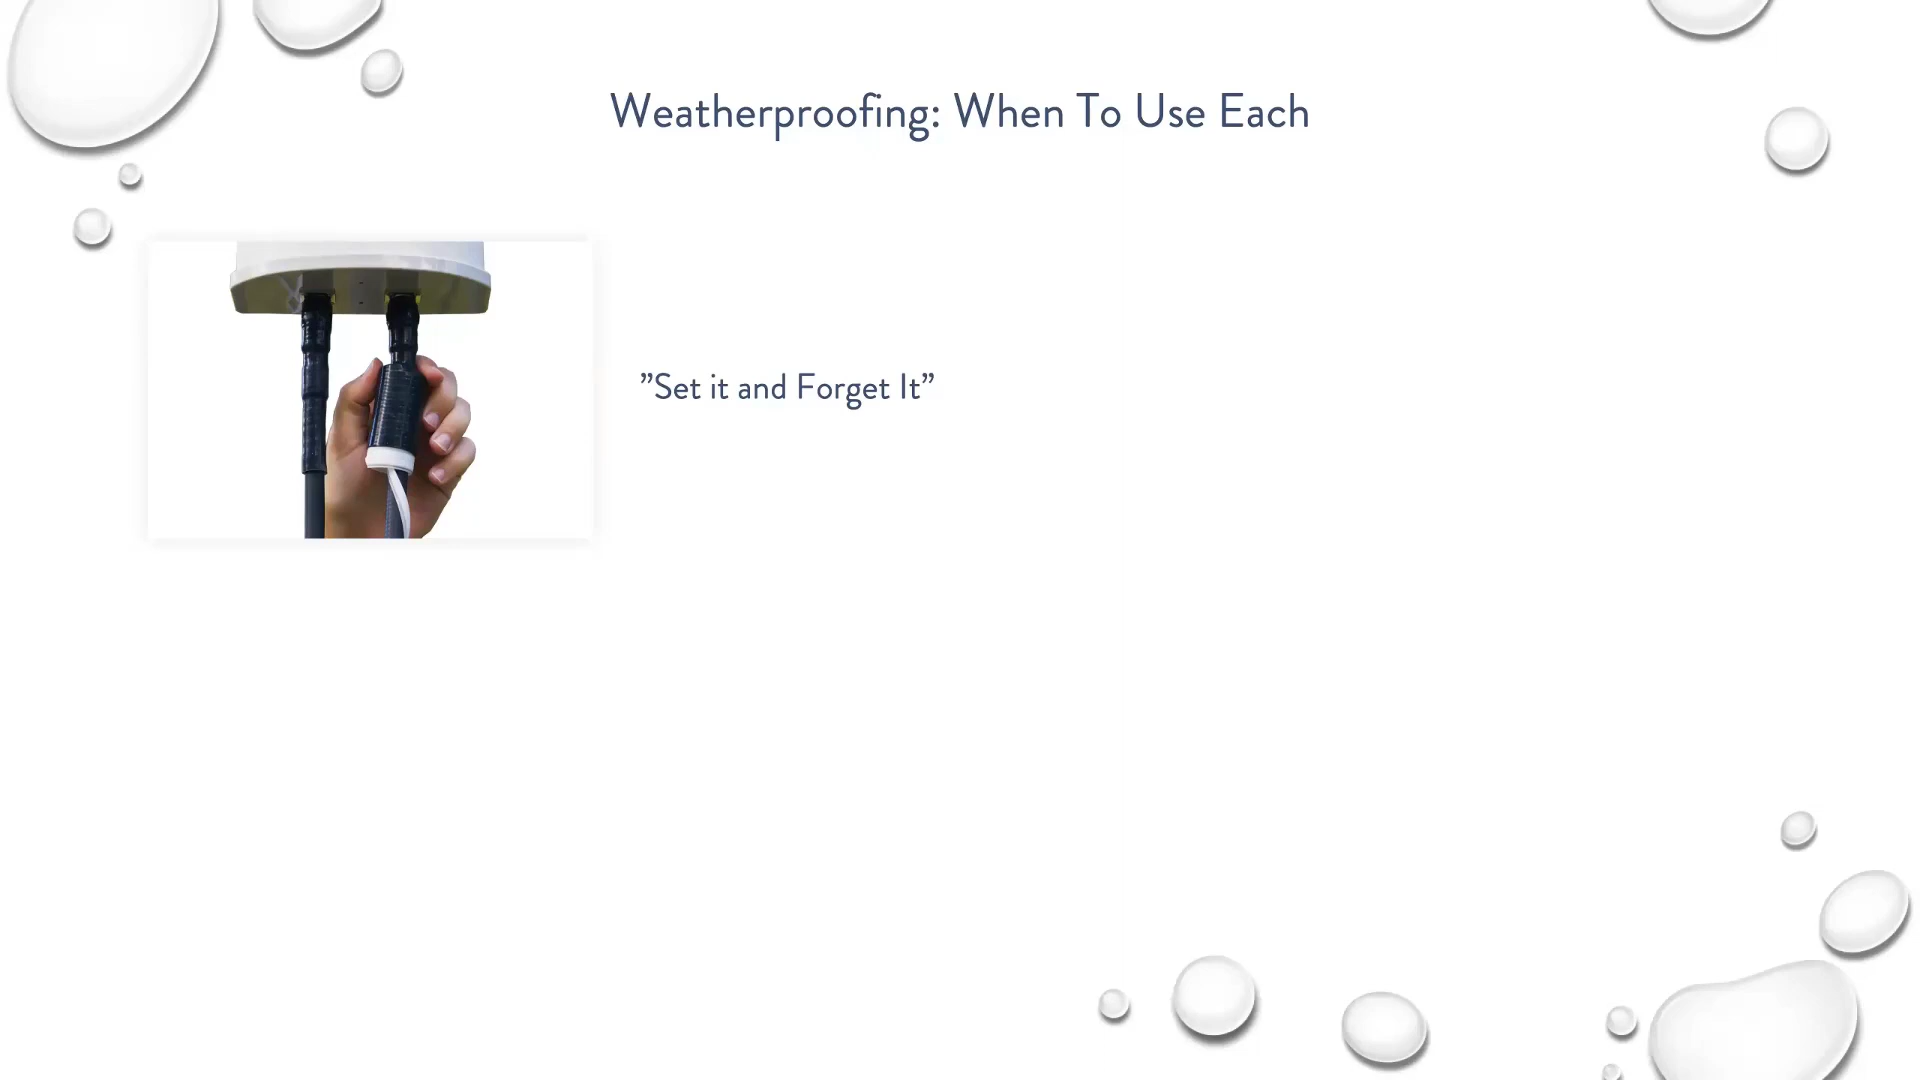 Weatherproofing: When To Use Each
”Set it and Forget It”